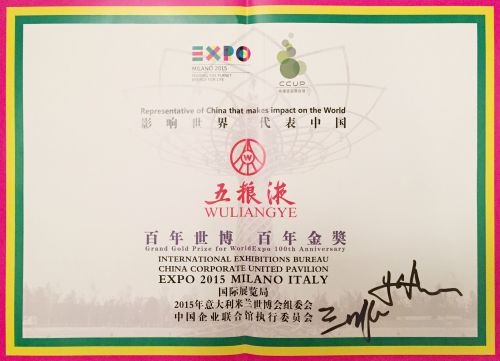 EXPO
MILANO 2015
FEEDING THE PLANET
ENERGY FOR LIFE
CCUP
Representative of China that makes impact on the World
影响世界 代表中国
W
五粮液
WULIANGYE
百年世博 百年金奖
Grand Gold Prize for WorldExpo 100th Anniversary
INTERNATIONAL EXHIBITIONS BUREAU
CHINA CORPORATE UNITED PAVILION
EXPO 2015 MILANO ITALY
国际展览局
2015年意大利米兰世博会组委会
中国企业联合馆执行委员会